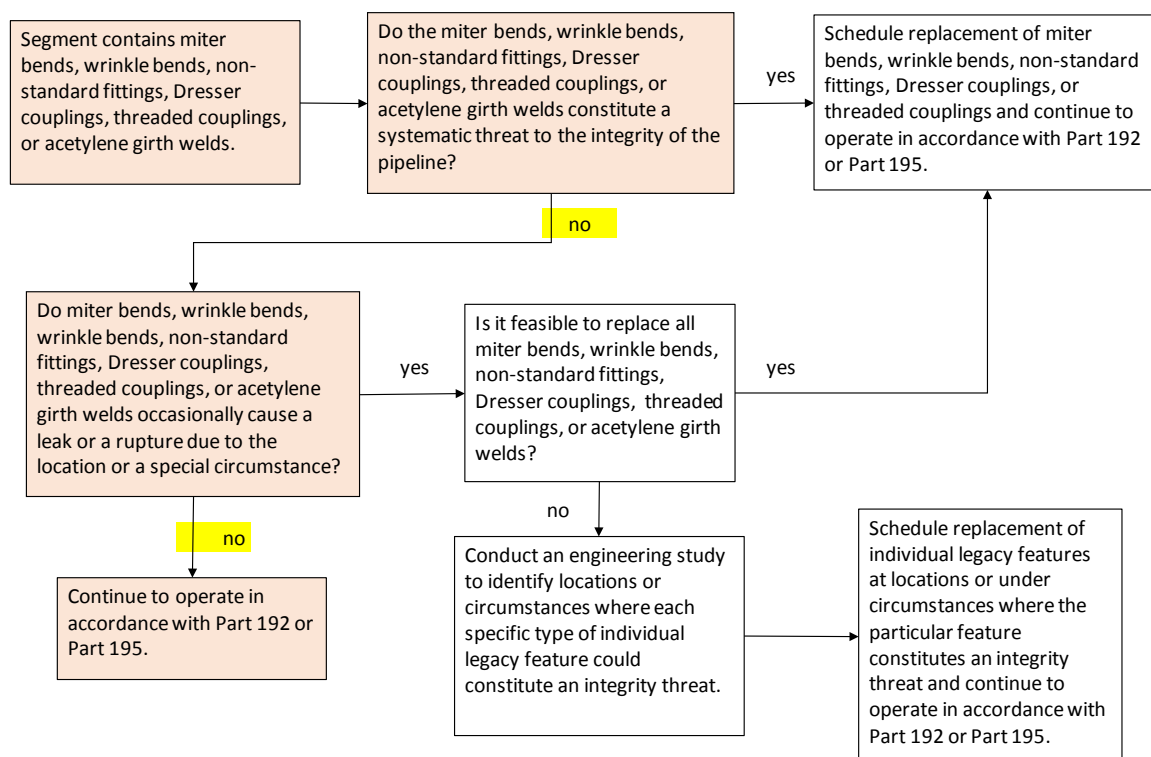 Segment contains miter
bends, wrinkle bends, non-
standard fittings, Dresser
couplings, threaded couplings,
or acetylene girth welds.
Do the miter bends, wrinkle bends,
non-standard fittings, Dresser
couplings, threaded couplings, or
acetylene girth welds constitute a
systematic threat to the integrity of the
pipeline?
yes
Schedule replacement of miter
bends, wrinkle bends, non-standard
fittings, Dresser couplings, or
threaded couplings and continue to
operate in accordance with Part 192
or Part 195.
no
Do miter bends, wrinkle bends,
wrinkle bends, non-standard
fittings, Dresser couplings,
threaded couplings, or acetylene
girth welds occasionally cause a
leak or a rupture due to the
location or a special circumstance?
yes
Is it feasible to replace all
miter bends, wrinkle bends,
non-standard fittings,
Dresser couplings, threaded
couplings, or acetylene girth
welds?
yes
no
no
Continue to operate in
accordance with Part 192 or
Part 195.
Conduct an engineering study
to identify locations or
circumstances where each
specific type of individual
legacy feature could
constitute an integrity threat.
Schedule replacement of
individual legacy features
at locations or under
circumstances where the
particular feature
constitutes an integrity
threat and continue to
operate in accordance with
Part 192 or Part 195.